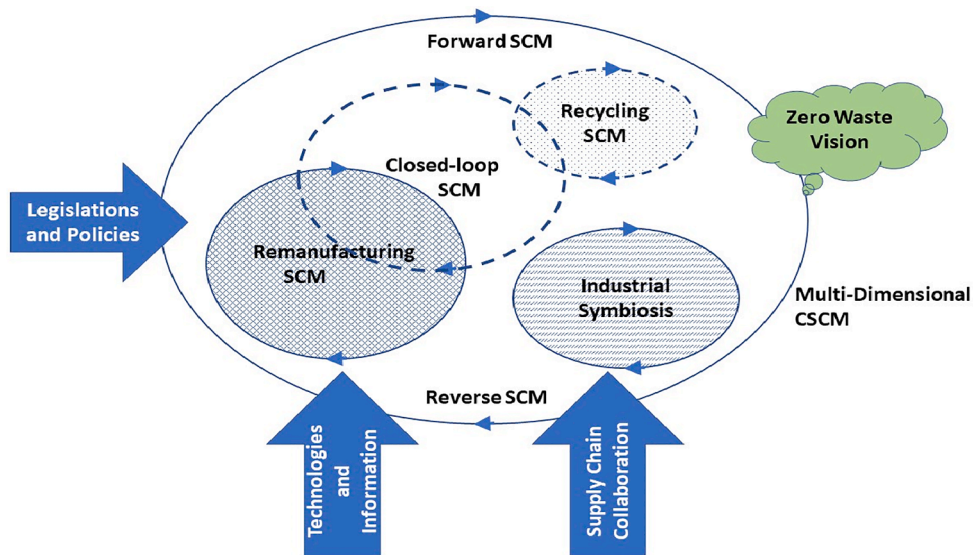 Forward SCM
Recycling
SCM
Zero Waste
Vision
Closed-loop
SCM
Legislations
and Policies
Remanufacturing
SCM
Industrial
Symbiosis
Multi-Dimensional
CSCM
Reverse SCM
Technologies
and
Information
Supply Chain
Collaboration